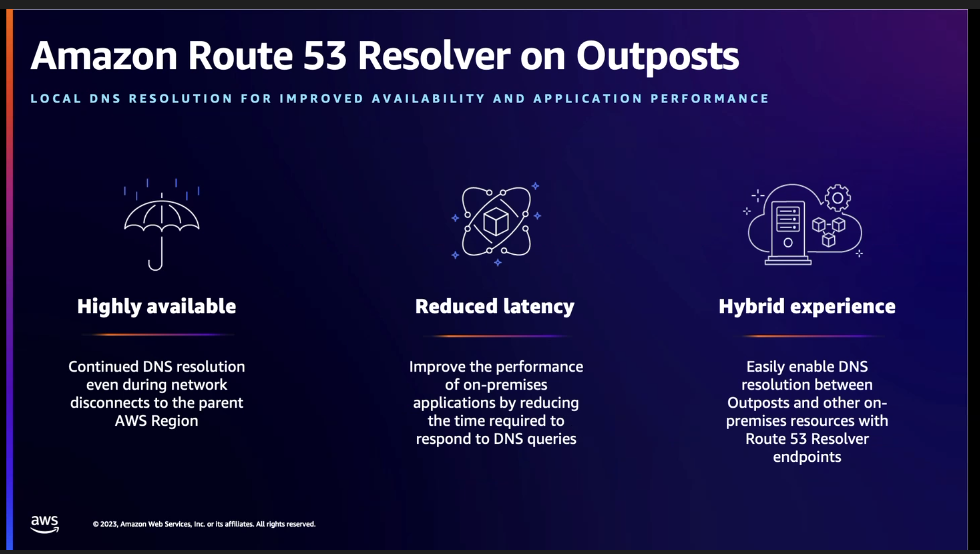 Amazon Route 53 Resolver on Outposts
LOCAL DNS RESOLUTION FOR IMPROVED AVAILABILITY AND APPLICATION PERFORMANCE
Highly available
Continued DNS resolution
even during network
disconnects to the parent
AWS Region
Reduced latency
Improve the performance
of on-premises
applications by reducing
the time required to
respond to DNS queries
Hybrid experience
Easily enable DNS
resolution between
Outposts and other on-
premises resources with
Route 53 Resolver
endpoints
aws
© 2023, Amazon Web Services, Inc. or its affiliates. All rights reserved.